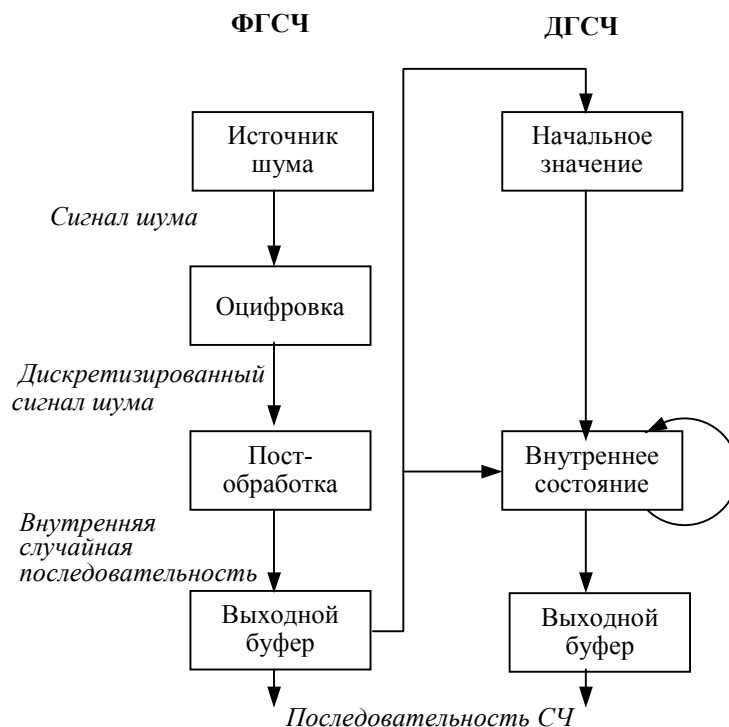 ФГСЧ
ДГСЧ
Источник
шума
Начальное
значение
Сигнал шума
Оцифровка
Дискретизированный
сигнал шума
Пост-
обработка
Внутреннее
состояние
Внутренняя
случайная
последовательность
Выходной
буфер
Выходной
буфер
Последовательность СЧ